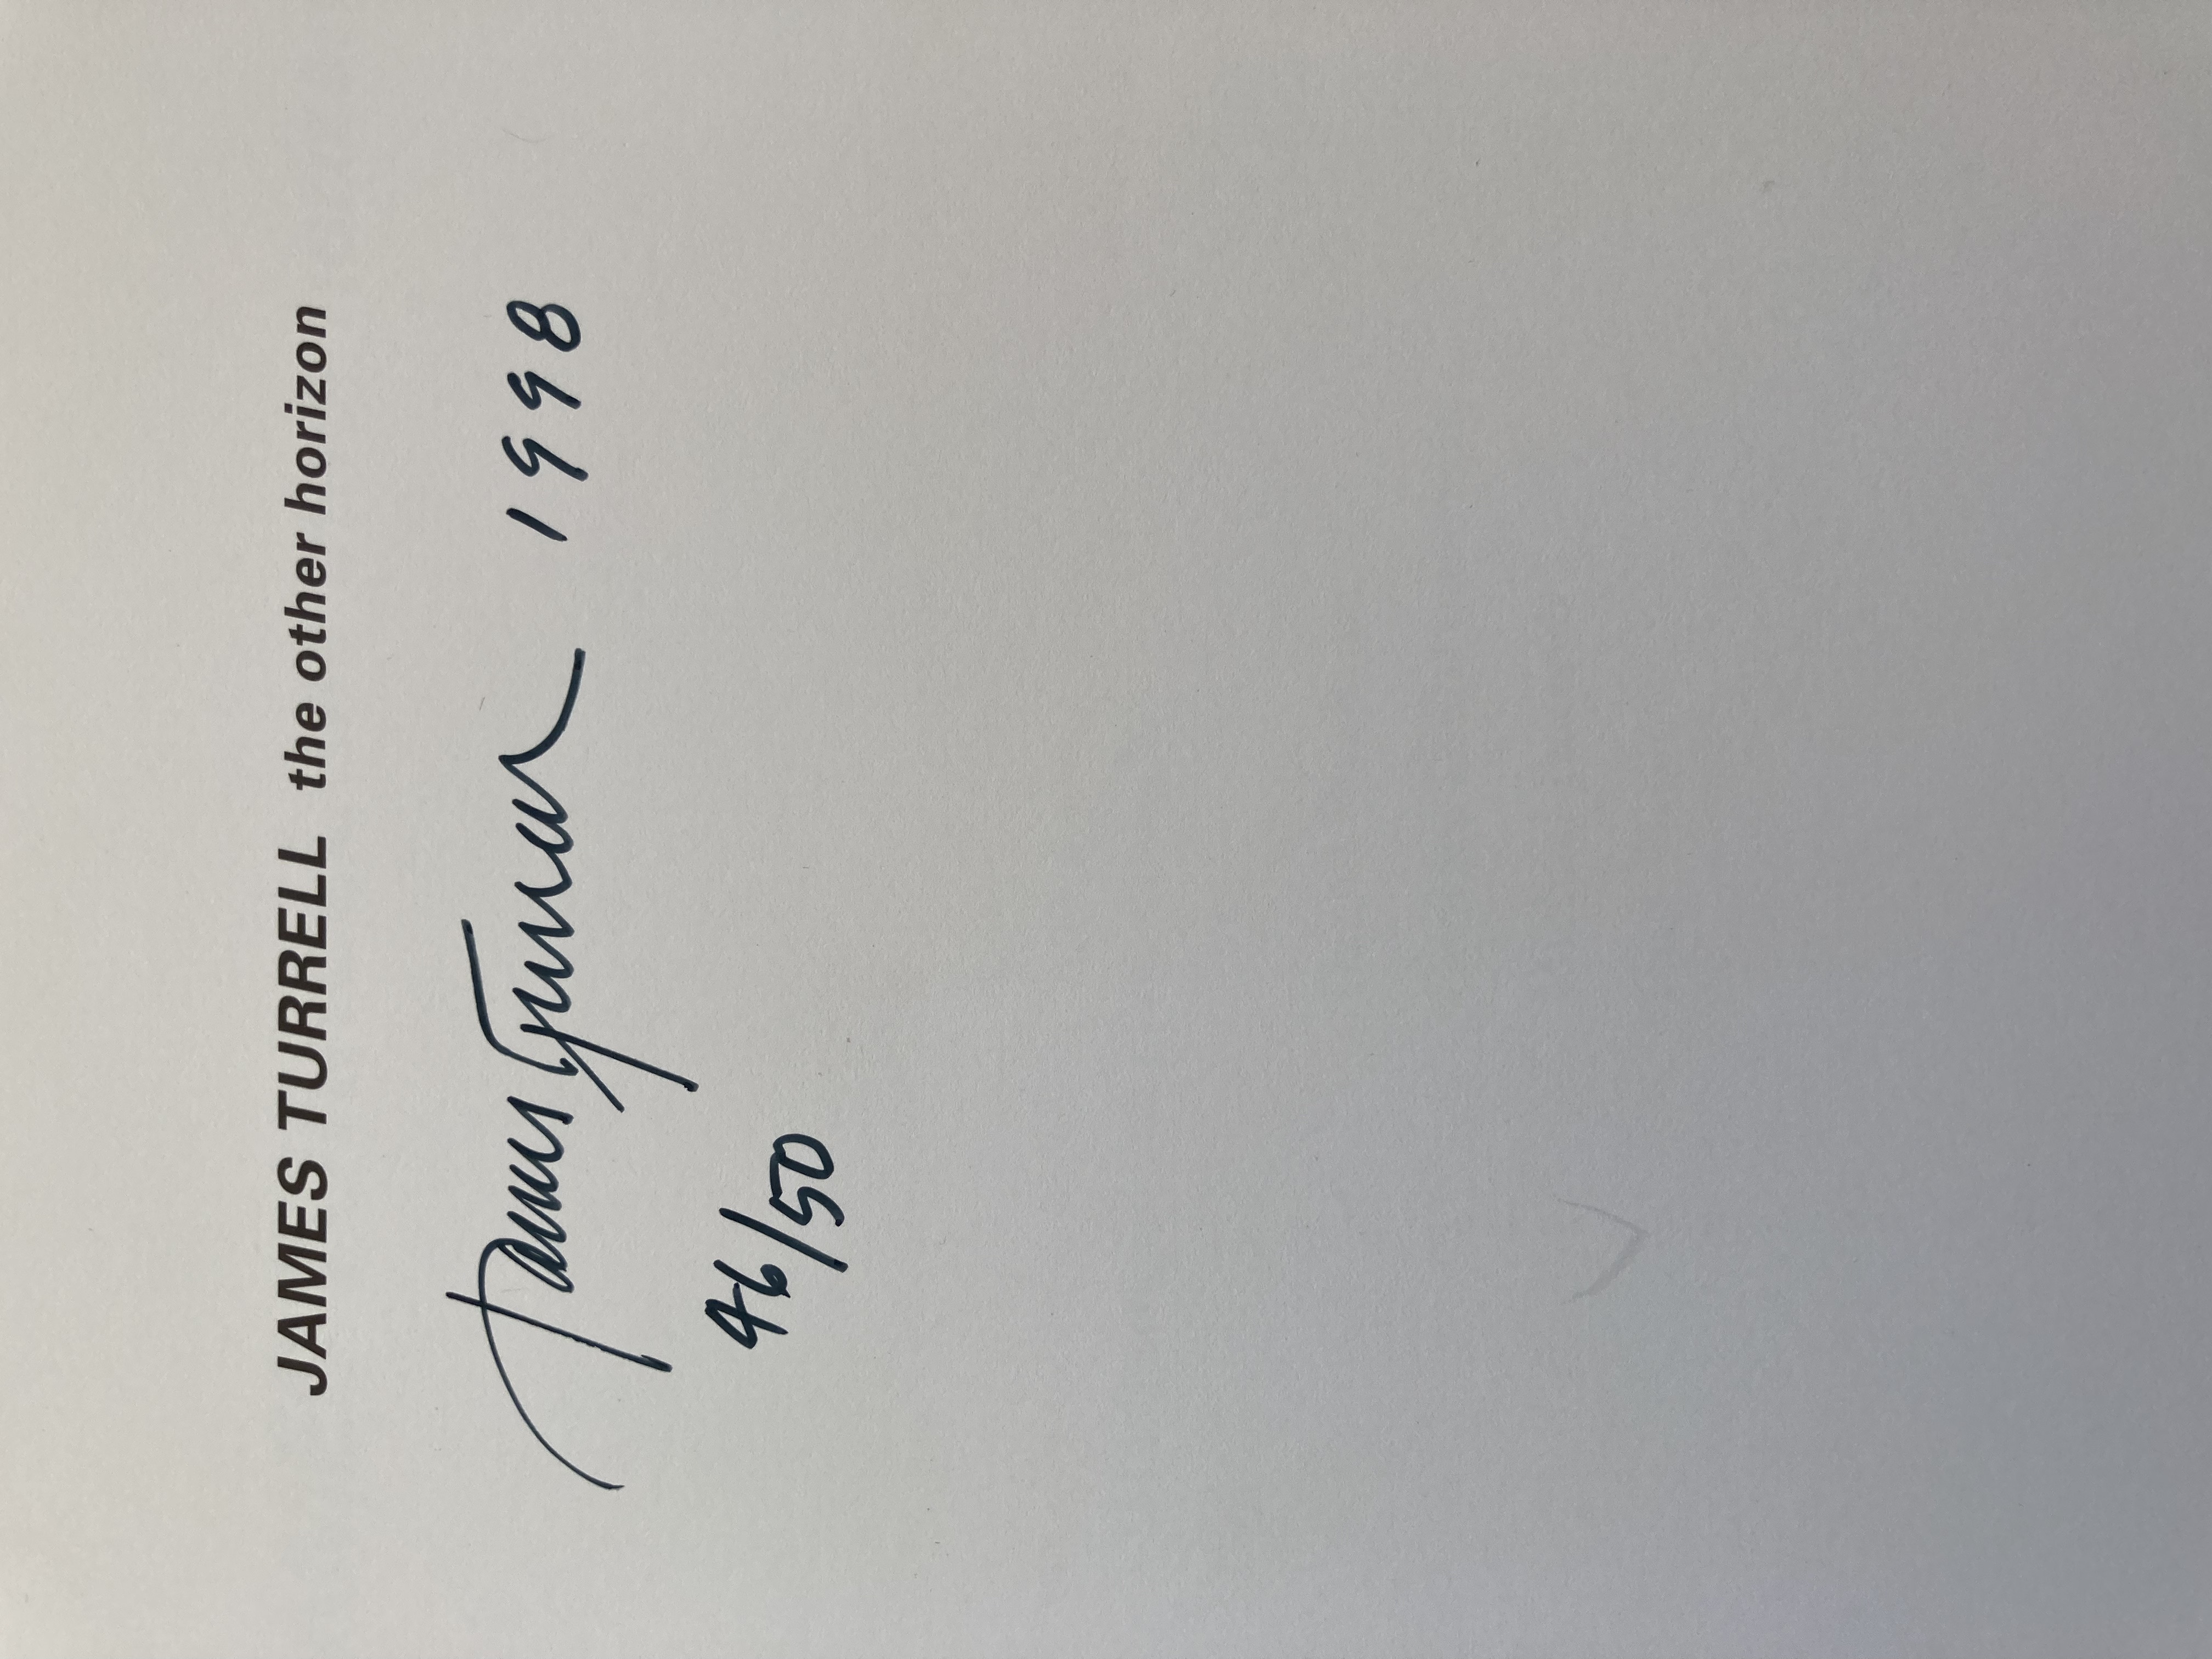 JAMES TURRELL the other horizon
James Turrell 1998
46/50